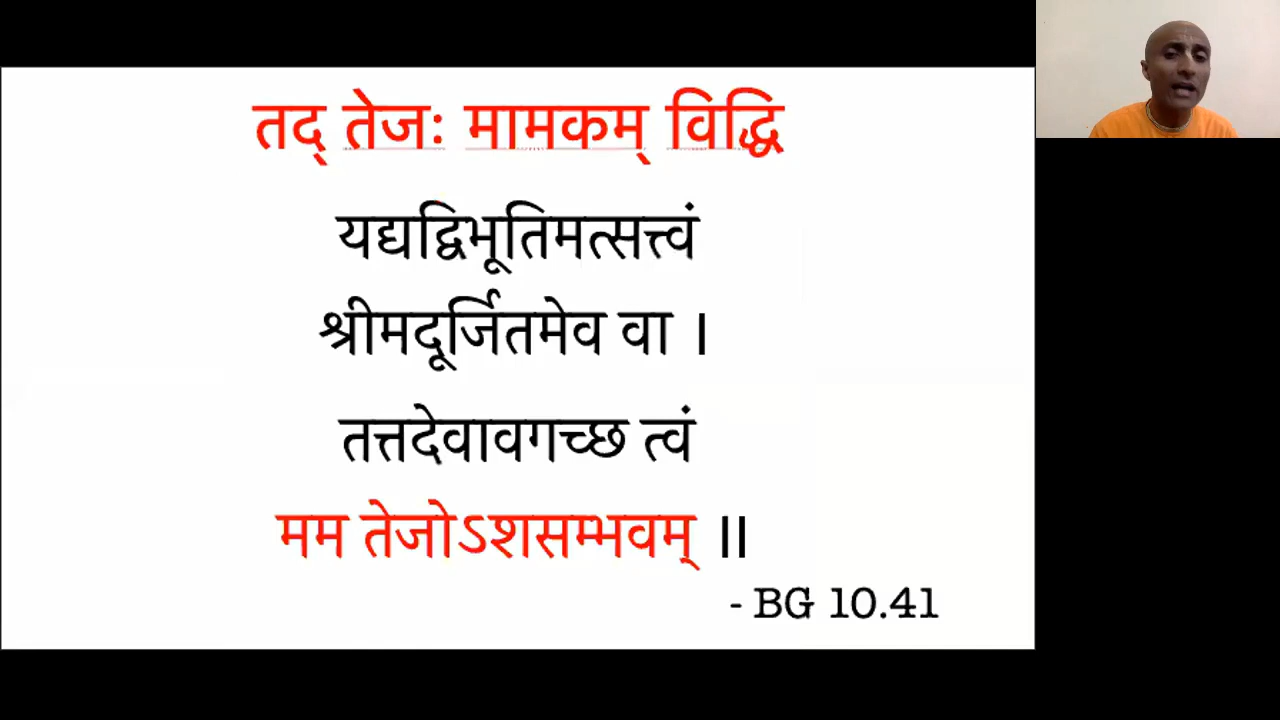 तद् तेजः मामकम् विद्धि
यद्यद्विभूतिमत्सत्त्वं
श्रीमदूर्जितमेव वा ।
तत्तदेवावगच्छ त्वं
मम तेजोऽशसम्भवम् ॥
- BG 10.41